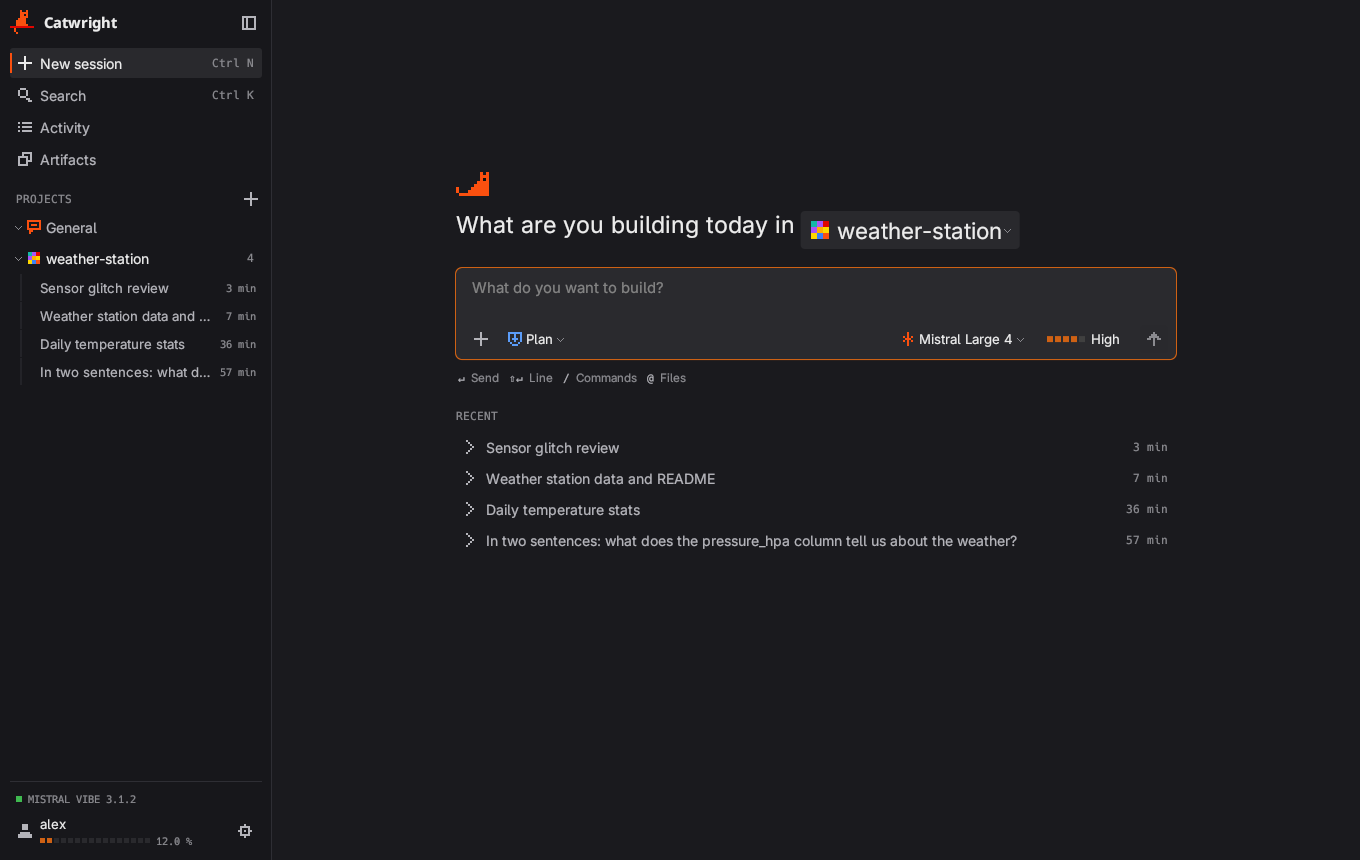 Catwright
New session Ctrl N
Search Ctrl K
Activity
Artifacts
PROJECTS
General
weather-station 4
Sensor glitch review 3 min
Weather station data and ... 7 min
Daily temperature stats 36 min
In two sentences: what d... 57 min
MISTRAL VIBE 3.1.2
alex
12.0 %
What are you building today in weather-station
What do you want to build?
Plan Mistral Large 4 High
↵ Send ⇧↵ Line / Commands @ Files
RECENT
Sensor glitch review 3 min
Weather station data and README 7 min
Daily temperature stats 36 min
In two sentences: what does the pressure_hpa column tell us about the weather? 57 min